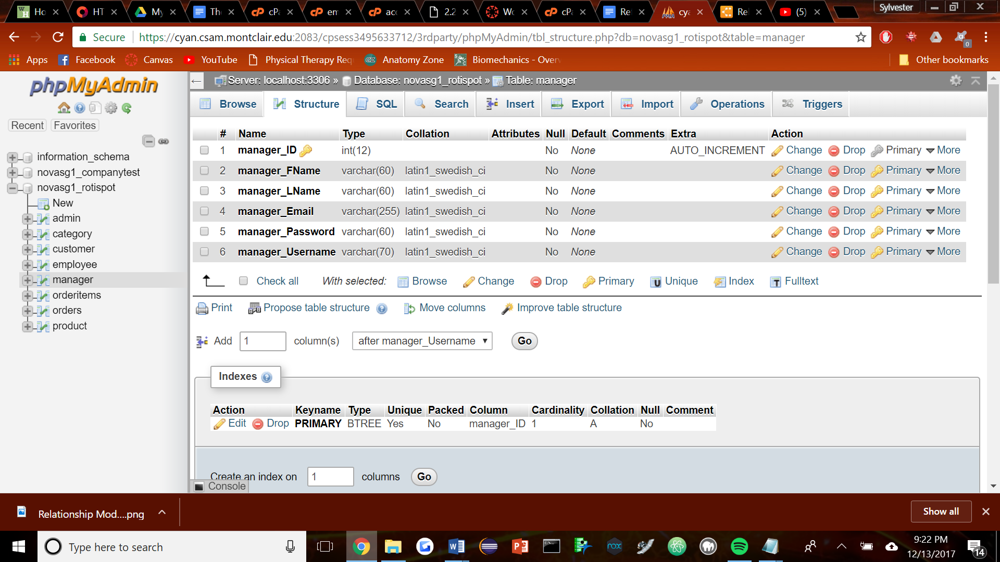 Sylvester
Ho HT My Th cPa em acc 2.2 Wo cPa Rel cya Rel (5)
Secure https://cyan.csam.montclair.edu:2083/cpsess3495633712/3rdparty/phpMyAdmin/tbl_structure.php?db=novasg1_rotispot&table=manager 0
Apps Facebook Canvas YouTube Physical Therapy Req Anatomy Zone Biomechanics - Over Other bookmarks
phpMyAdmin
Recent Favorites
information_schema
novasg1_companytest
novasg1_rotispot
New
admin
category
customer
employee
manager
orderitems
orders
product
Server: localhost:3306 » Database: novasg1_rotispot » Table: manager
Browse Structure SQL Search Insert Export Import Operations Triggers
# Name Type Collation Attributes Null Default Comments Extra Action
1 manager_ID int(12) No None AUTO_INCREMENT Change Drop Primary More
2 manager_FName varchar(60) latin1_swedish_ci No None Change Drop Primary More
3 manager_LName varchar(60) latin1_swedish_ci No None Change Drop Primary More
4 manager_Email varchar(255) latin1_swedish_ci No None Change Drop Primary More
5 manager_Password varchar(60) latin1_swedish_ci No None Change Drop Primary More
6 manager_Username varchar(70) latin1_swedish_ci No None Change Drop Primary More
Check all With selected: Browse Change Drop Primary Unique Index Fulltext
Print Propose table structure Move columns Improve table structure
Add 1 column(s) after manager_Username Go
Indexes
Action Keyname Type Unique Packed Column Cardinality Collation Null Comment
Edit Drop PRIMARY BTREE Yes No manager_ID 1 A No
Create an index on 1 columns Go
Console
Relationship Mod....png Show all
Type here to search
9:22 PM
12/13/2017
14